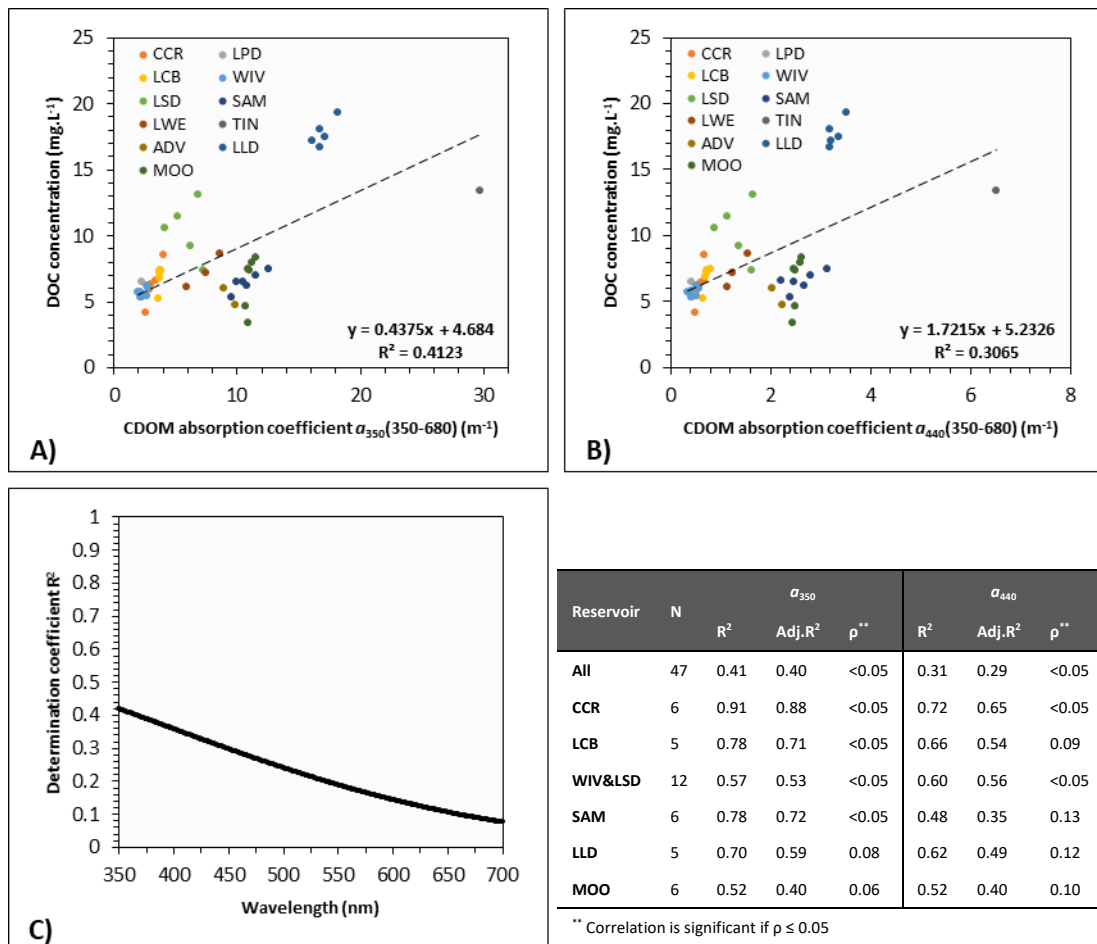 25
20
15
10
5
0
DOC concentration (mg.L-1)
CCR LPD
LCB WIV
LSD SAM
LWE TIN
ADV LLD
MOO
y = 0.4375x + 4.684
R² = 0.4123
0 10 20 30
CDOM absorption coefficient a350(350-680) (m-1)
A)
25
20
15
10
5
0
DOC concentration (mg.L-1)
CCR LPD
LCB WIV
LSD SAM
LWE TIN
ADV LLD
MOO
y = 1.7215x + 5.2326
R² = 0.3065
0 2 4 6 8
CDOM absorption coefficient a440(350-680) (m-1)
B)
1
0.9
0.8
0.7
0.6
0.5
0.4
0.3
0.2
0.1
0
Determination coefficient R²
350 400 450 500 550 600 650 700
Wavelength (nm)
C)
a350 a440
Reservoir N
R² Adj.R² ρ** R² Adj.R² ρ**
All 47 0.41 0.40 <0.05 0.31 0.29 <0.05
CCR 6 0.91 0.88 <0.05 0.72 0.65 <0.05
LCB 5 0.78 0.71 <0.05 0.66 0.54 0.09
WIV&LSD 12 0.57 0.53 <0.05 0.60 0.56 <0.05
SAM 6 0.78 0.72 <0.05 0.48 0.35 0.13
LLD 5 0.70 0.59 0.08 0.62 0.49 0.12
MOO 6 0.52 0.40 0.06 0.52 0.40 0.10
** Correlation is significant if ρ ≤ 0.05